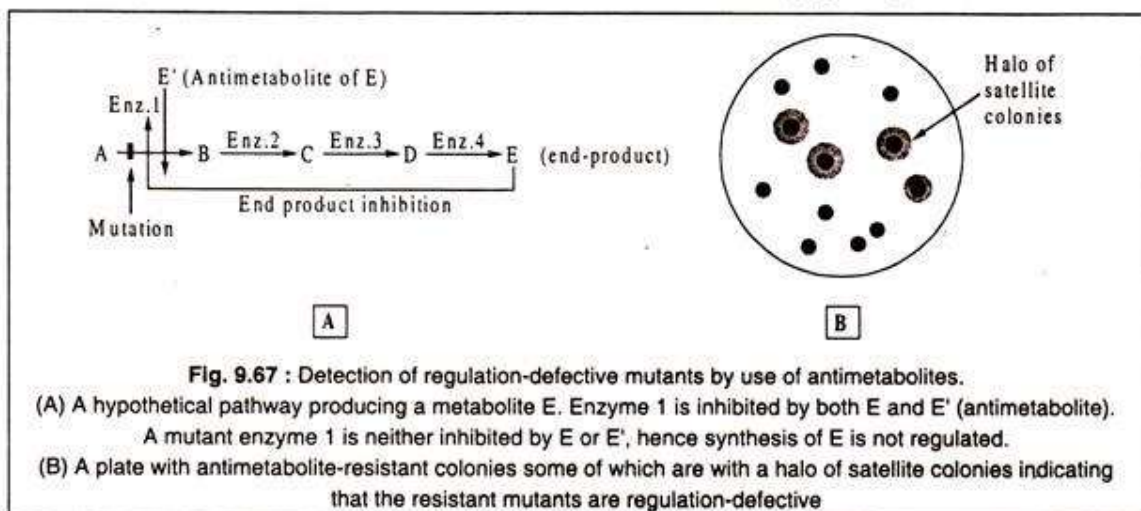 E' (Antimetabolite of E)
Enz.1
A
B
Enz.2
C
Enz.3
D
Enz.4
E
(end-product)
End product inhibition
Mutation
A
Halo of
satellite
colonies
B
Fig. 9.67 : Detection of regulation-defective mutants by use of antimetabolites.
(A) A hypothetical pathway producing a metabolite E. Enzyme 1 is inhibited by both E and E' (antimetabolite).
A mutant enzyme 1 is neither inhibited by E or E', hence synthesis of E is not regulated.
(B) A plate with antimetabolite-resistant colonies some of which are with a halo of satellite colonies indicating
that the resistant mutants are regulation-defective